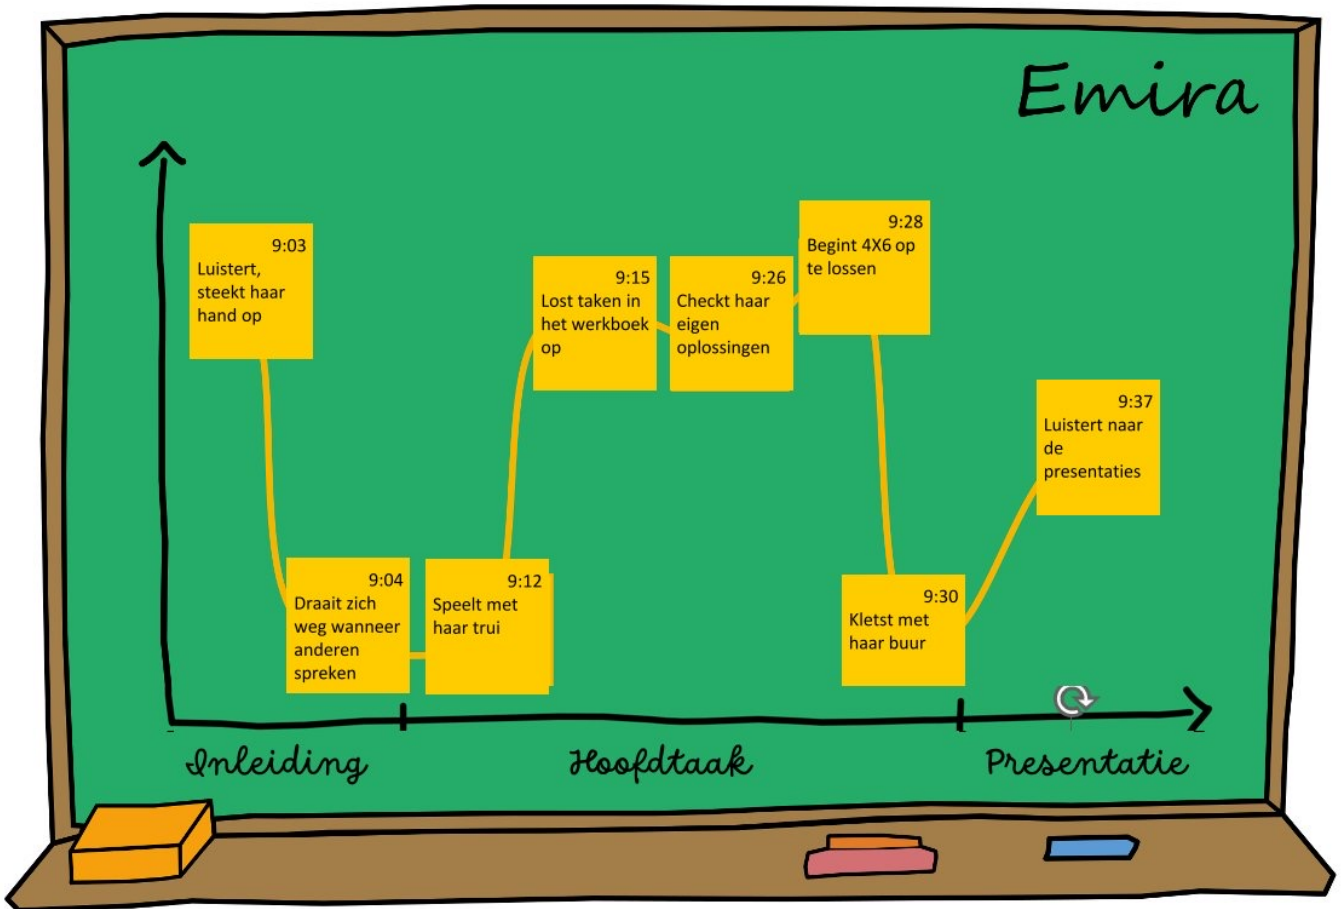 Emira
9:03
Luistert,
steekt haar
hand op
9:04
Draait zich
weg wanneer
anderen
spreken
9:12
Speelt met
haar trui
9:15
Lost taken in
het werkboek
op
9:26
Checkt haar
eigen
oplossingen
9:28
Begint 4X6 op
te lossen
9:30
Kletst met
haar buur
9:37
Luistert naar
de
presentaties
Inleiding
Hoofdtaak
Presentatie